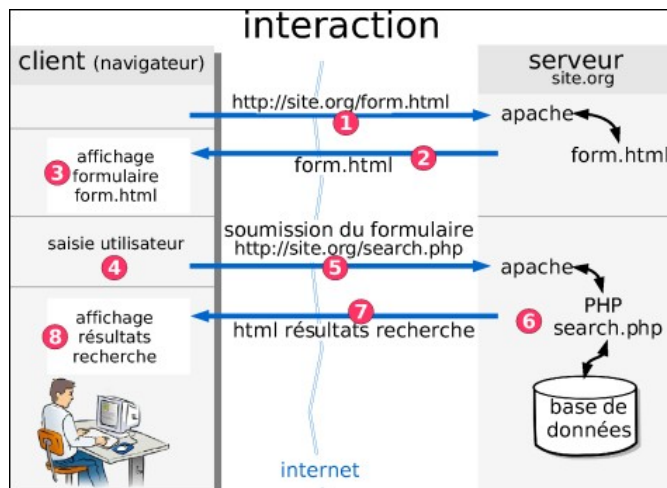 interaction
client (navigateur)
serveur
site.org
http://site.org/form.html
1
apache
form.html
2
form.html
3
affichage
formulaire
form.html
soumission du formulaire
http://site.org/search.php
saisie utilisateur
4
5
apache
7
html résultats recherche
6
PHP
search.php
8
affichage
résultats
recherche
base de
données
internet